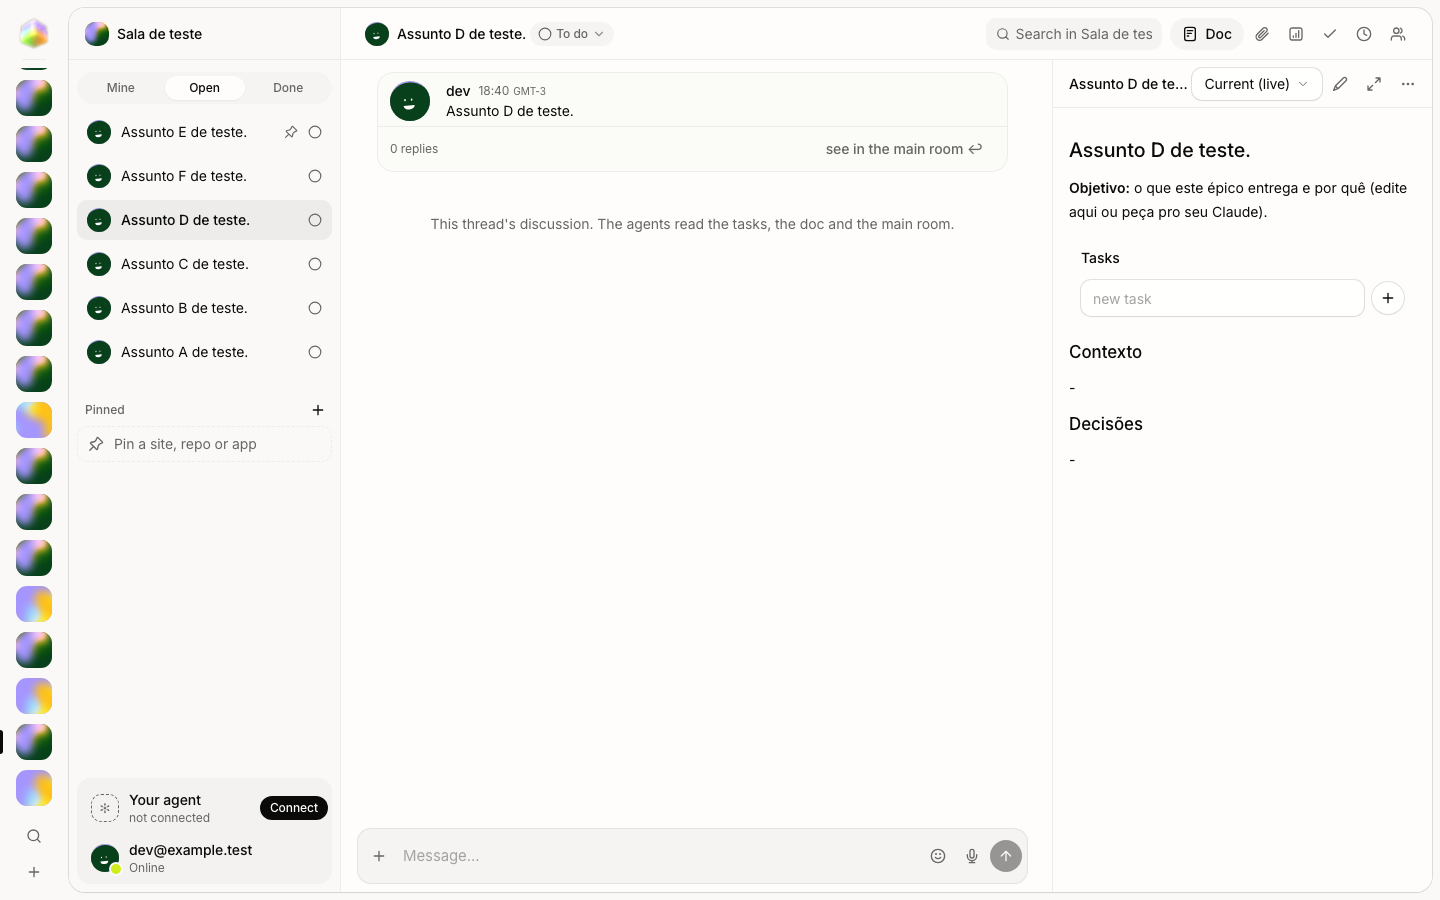 Sala de teste
Mine
Open
Done
Assunto E de teste.
Assunto F de teste.
Assunto D de teste.
Assunto C de teste.
Assunto B de teste.
Assunto A de teste.
Pinned
Pin a site, repo or app
Your agent
not connected
Connect
dev@example.test
Online
Assunto D de teste.
To do
Search in Sala de tes
Doc
dev 18:40 GMT-3
Assunto D de teste.
0 replies
see in the main room
This thread's discussion. The agents read the tasks, the doc and the main room.
Message...
Assunto D de te...
Current (live)
Assunto D de teste.
Objetivo: o que este épico entrega e por quê (edite
aqui ou peça pro seu Claude).
Tasks
new task
Contexto
-
Decisões
-